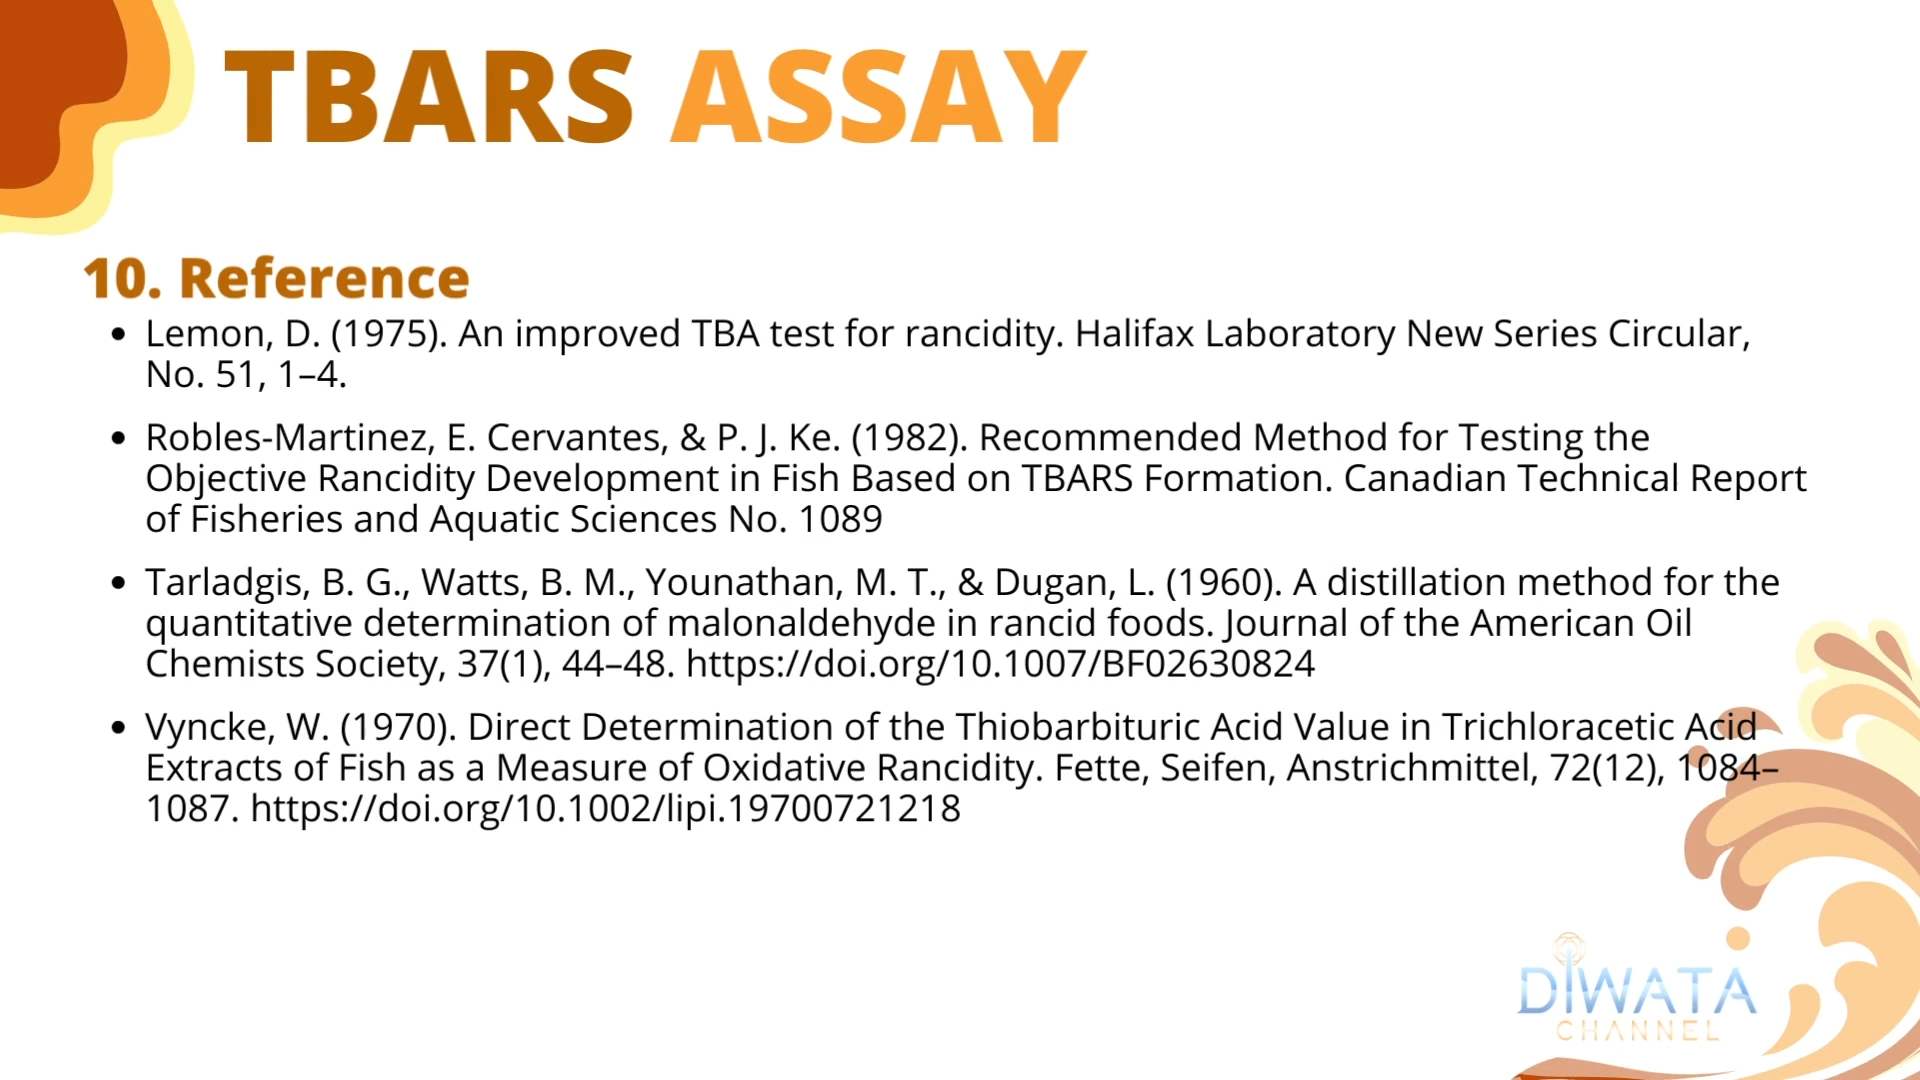 TBARS ASSAY
10. Reference
• Lemon, D. (1975). An improved TBA test for rancidity. Halifax Laboratory New Series Circular,
No. 51, 1–4.
• Robles-Martinez, E. Cervantes, & P. J. Ke. (1982). Recommended Method for Testing the
Objective Rancidity Development in Fish Based on TBARS Formation. Canadian Technical Report
of Fisheries and Aquatic Sciences No. 1089
• Tarladgis, B. G., Watts, B. M., Younathan, M. T., & Dugan, L. (1960). A distillation method for the
quantitative determination of malonaldehyde in rancid foods. Journal of the American Oil
Chemists Society, 37(1), 44–48. https://doi.org/10.1007/BF02630824
• Vyncke, W. (1970). Direct Determination of the Thiobarbituric Acid Value in Trichloracetic Acid
Extracts of Fish as a Measure of Oxidative Rancidity. Fette, Seifen, Anstrichmittel, 72(12), 1084–
1087. https://doi.org/10.1002/lipi.19700721218
DIWATA
CHANNEL